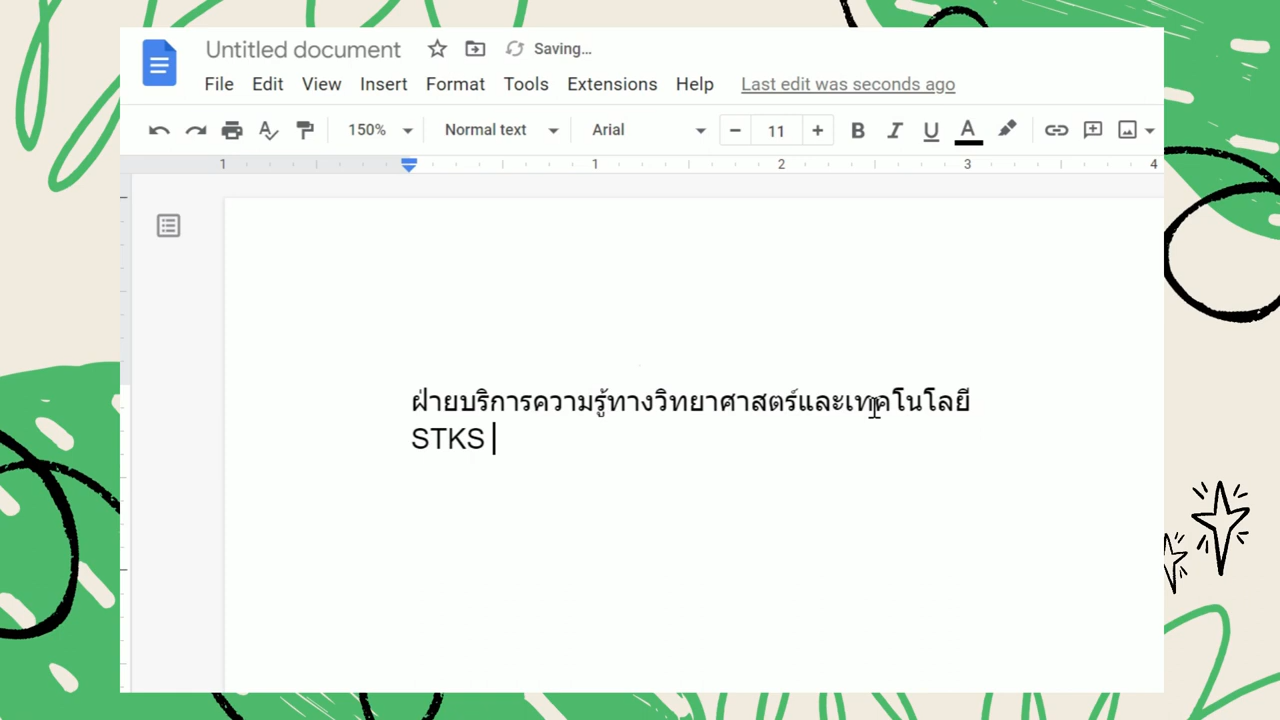 Untitled document Saving...
File Edit View Insert Format Tools Extensions Help Last edit was seconds ago
150% Normal text Arial - 11 + B I U A
1 1 2 3 4
ฝ่ายบริการความรู้ทางวิทยาศาสตร์และเทคโนโลยี
STKS